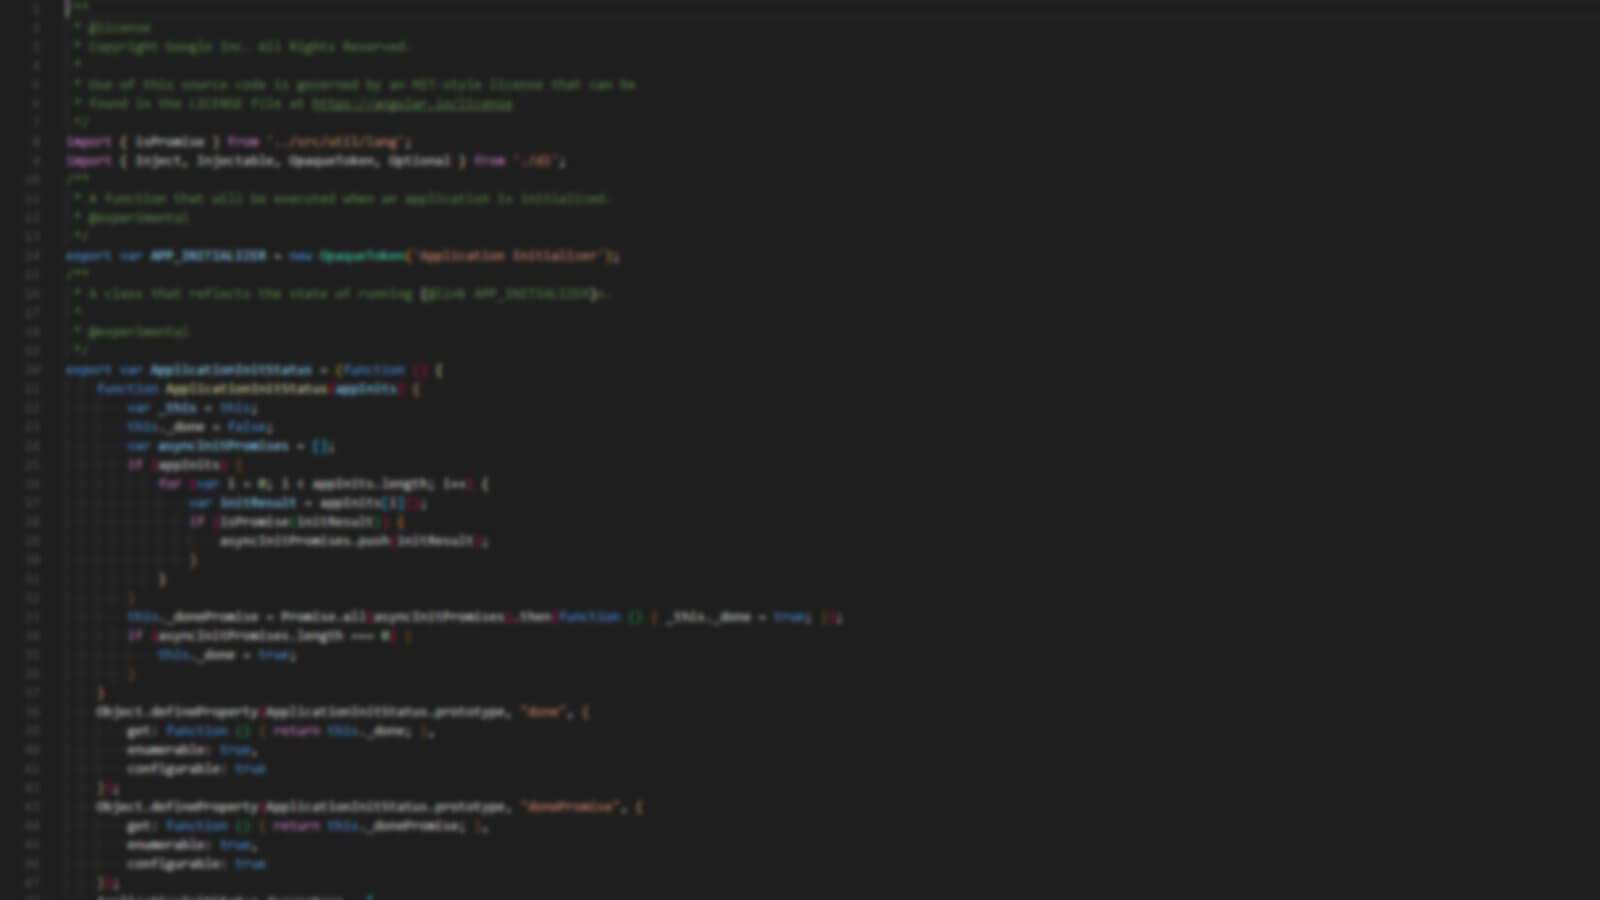 /**
 * @license
 * Copyright Google Inc. All Rights Reserved.
 *
 * Use of this source code is governed by an MIT-style license that can be
 * found in the LICENSE file at https://angular.io/license
 */
import { isPromise } from '../src/util/lang';
import { Inject, Injectable, OpaqueToken, Optional } from './di';
/**
 * A function that will be executed when an application is initialized.
 * @experimental
 */
export var APP_INITIALIZER = new OpaqueToken('Application Initializer');
/**
 * A class that reflects the state of running {@link APP_INITIALIZER}s.
 *
 * @experimental
 */
export var ApplicationInitStatus = (function () {
    function ApplicationInitStatus(appInits) {
        var _this = this;
        this._done = false;
        var asyncInitPromises = [];
        if (appInits) {
            for (var i = 0; i < appInits.length; i++) {
                var initResult = appInits[i]();
                if (isPromise(initResult)) {
                    asyncInitPromises.push(initResult);
                }
            }
        }
        this._donePromise = Promise.all(asyncInitPromises).then(function () { _this._done = true; });
        if (asyncInitPromises.length === 0) {
            this._done = true;
        }
    }
    Object.defineProperty(ApplicationInitStatus.prototype, "done", {
        get: function () { return this._done; },
        enumerable: true,
        configurable: true
    });
    Object.defineProperty(ApplicationInitStatus.prototype, "donePromise", {
        get: function () { return this._donePromise; },
        enumerable: true,
        configurable: true
    });